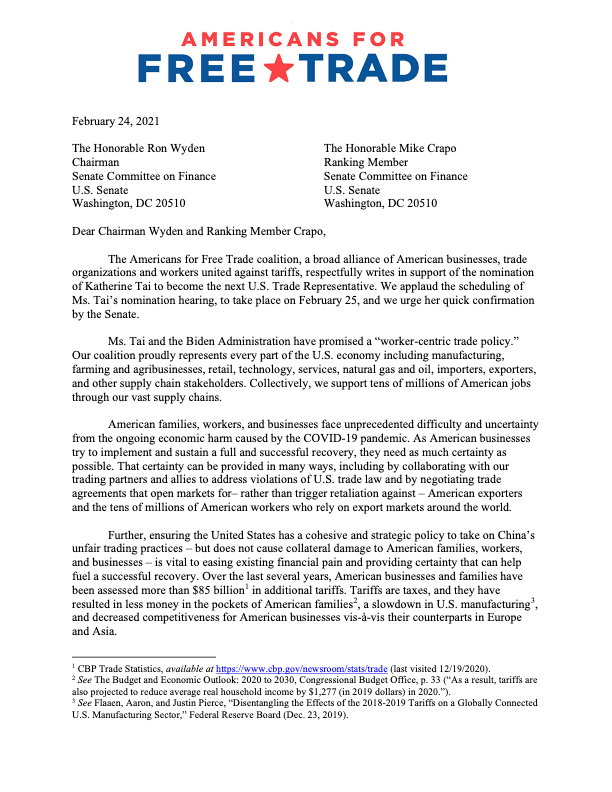 AMERICANS FOR
FREE TRADE
February 24, 2021
The Honorable Ron Wyden
Chairman
Senate Committee on Finance
U.S. Senate
Washington, DC 20510
The Honorable Mike Crapo
Ranking Member
Senate Committee on Finance
U.S. Senate
Washington, DC 20510
Dear Chairman Wyden and Ranking Member Crapo,
The Americans for Free Trade coalition, a broad alliance of American businesses, trade
organizations and workers united against tariffs, respectfully writes in support of the nomination
of Katherine Tai to become the next U.S. Trade Representative. We applaud the scheduling of
Ms. Tai's nomination hearing, to take place on February 25, and we urge her quick confirmation
by the Senate.
Ms. Tai and the Biden Administration have promised a “worker-centric trade policy.”
Our coalition proudly represents every part of the U.S. economy including manufacturing,
farming and agribusinesses, retail, technology, services, natural gas and oil, importers, exporters,
and other supply chain stakeholders. Collectively, we support tens of millions of American jobs
through our vast supply chains.
American families, workers, and businesses face unprecedented difficulty and uncertainty
from the ongoing economic harm caused by the COVID-19 pandemic. As American businesses
try to implement and sustain a full and successful recovery, they need as much certainty as
possible. That certainty can be provided in many ways, including by collaborating with our
trading partners and allies to address violations of U.S. trade law and by negotiating trade
agreements that open markets for– rather than trigger retaliation against – American exporters
and the tens of millions of American workers who rely on export markets around the world.
Further, ensuring the United States has a cohesive and strategic policy to take on China's
unfair trading practices – but does not cause collateral damage to American families, workers,
and businesses – is vital to easing existing financial pain and providing certainty that can help
fuel a successful recovery. Over the last several years, American businesses and families have
been assessed more than $85 billion¹ in additional tariffs. Tariffs are taxes, and they have
resulted in less money in the pockets of American families², a slowdown in U.S. manufacturing³,
and decreased competitiveness for American businesses vis-à-vis their counterparts in Europe
and Asia.
¹ CBP Trade Statistics, available at https://www.cbp.gov/newsroom/stats/trade (last visited 12/19/2020).
² See The Budget and Economic Outlook: 2020 to 2030, Congressional Budget Office, p. 33 (“As a result, tariffs are
also projected to reduce average real household income by $1,277 (in 2019 dollars) in 2020.”).
³ See Flaaen, Aaron, and Justin Pierce, “Disentangling the Effects of the 2018-2019 Tariffs on a Globally Connected
U.S. Manufacturing Sector,” Federal Reserve Board (Dec. 23, 2019).